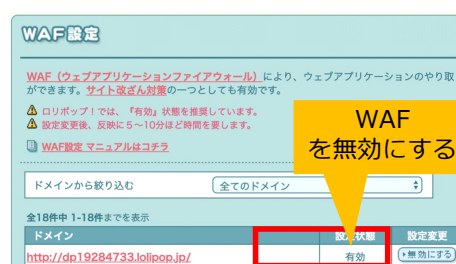 WAF設定
WAF（ウェブアプリケーションファイアウォール）により、ウェブアプリケーションのやり取
ができます。サイト改ざん対策の一つとしても有効です。
ロリポップ！では、『有効』状態を推奨しています。
設定変更後、反映に5～10分ほど時間を要します。
WAF設定 マニュアルはコチラ
WAF
を無効にする
ドメインから絞り込む 全てのドメイン
全18件中 1-18件までを表示
ドメイン 設定状態 設定変更
http://dp19284733.lolipop.jp/ 有効 無効にする